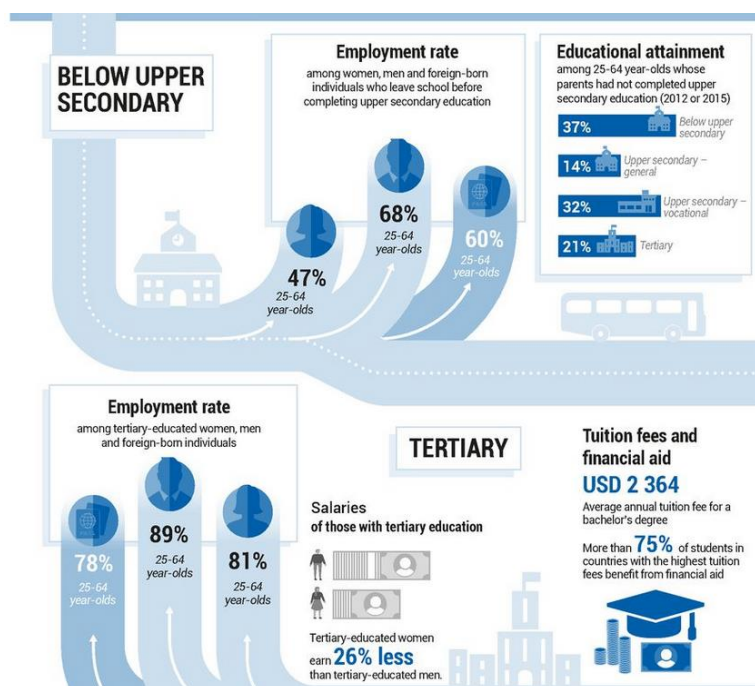 BELOW UPPER
SECONDARY
Employment rate
among women, men and foreign-born
individuals who leave school before
completing upper secondary education
47%
25-64
year-olds
68%
25-64
year-olds
60%
25-64
year-olds
Educational attainment
among 25-64 year-olds whose
parents had not completed upper
secondary education (2012 or 2015)
37% Below upper
secondary
14% Upper secondary –
general
32% Upper secondary –
vocational
21% Tertiary
Employment rate
among tertiary-educated women, men
and foreign-born individuals
78%
25-64
year-olds
89%
25-64
year-olds
81%
25-64
year-olds
TERTIARY
Salaries
of those with tertiary education
Tertiary-educated women
earn 26% less
than tertiary-educated men.
Tuition fees and
financial aid
USD 2 364
Average annual tuition fee for a
bachelor's degree
More than 75% of students in
countries with the highest tuition
fees benefit from financial aid